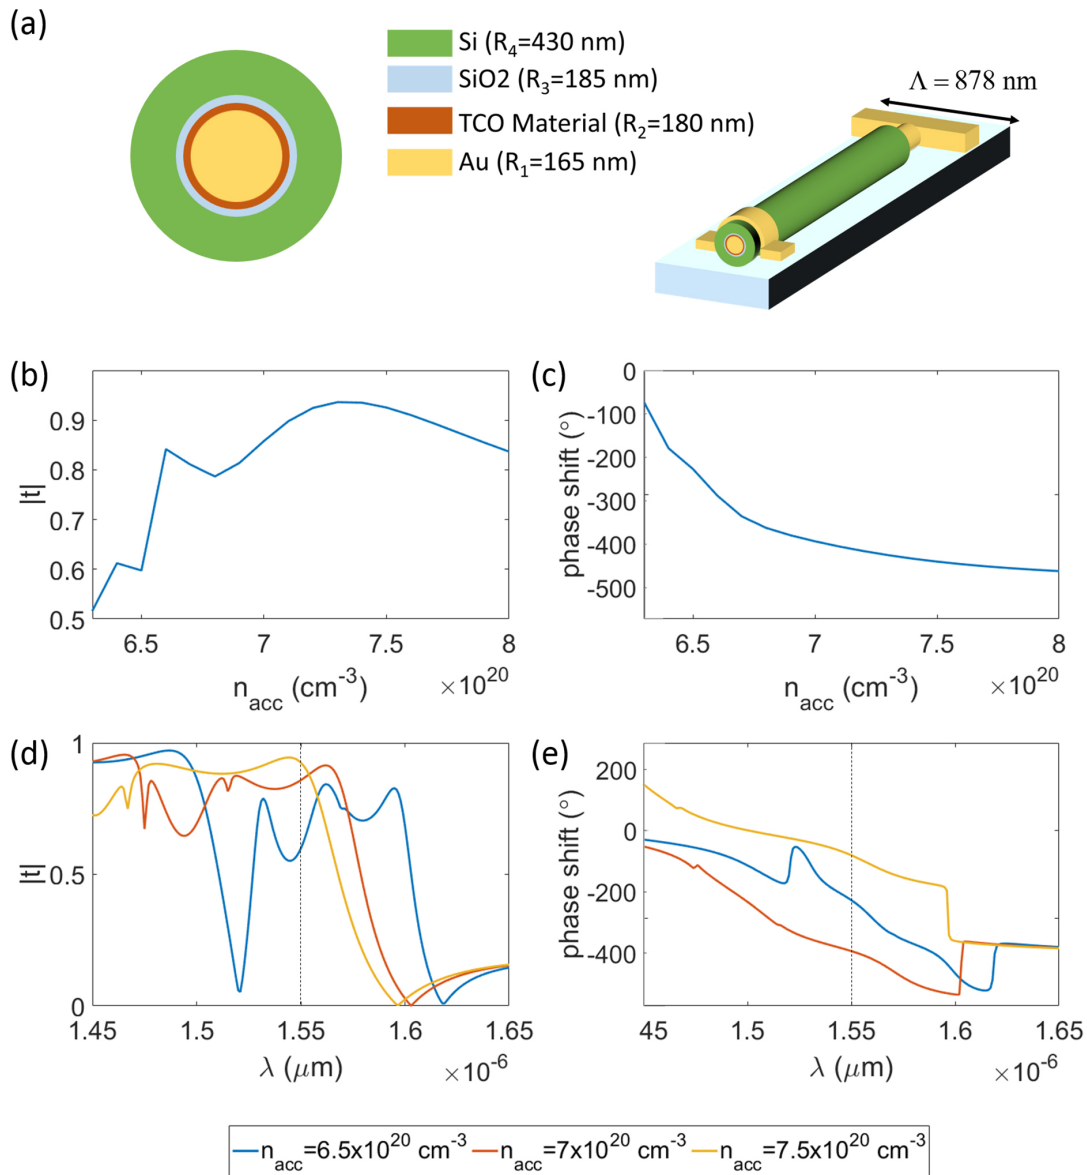 (a)
Si (R4=430 nm)
SiO2 (R3=185 nm)
TCO Material (R2=180 nm)
Au (R1=165 nm)
Λ = 878 nm
(b)
|t|
0.9
0.8
0.7
0.6
0.5
6.5
7
7.5
8
nacc (cm-3)
×10^20
(c)
phase shift (°)
0
-100
-200
-300
-400
-500
6.5
7
7.5
8
nacc (cm-3)
×10^20
(d)
|t|
1
0.5
0
1.45
1.5
1.55
1.6
1.65
λ (μm)
×10^-6
(e)
phase shift (°)
200
0
-200
-400
45
1.5
1.55
1.6
1.65
λ (μm)
×10^-6
nacc=6.5x10^20 cm^-3 nacc=7x10^20 cm^-3 nacc=7.5x10^20 cm^-3